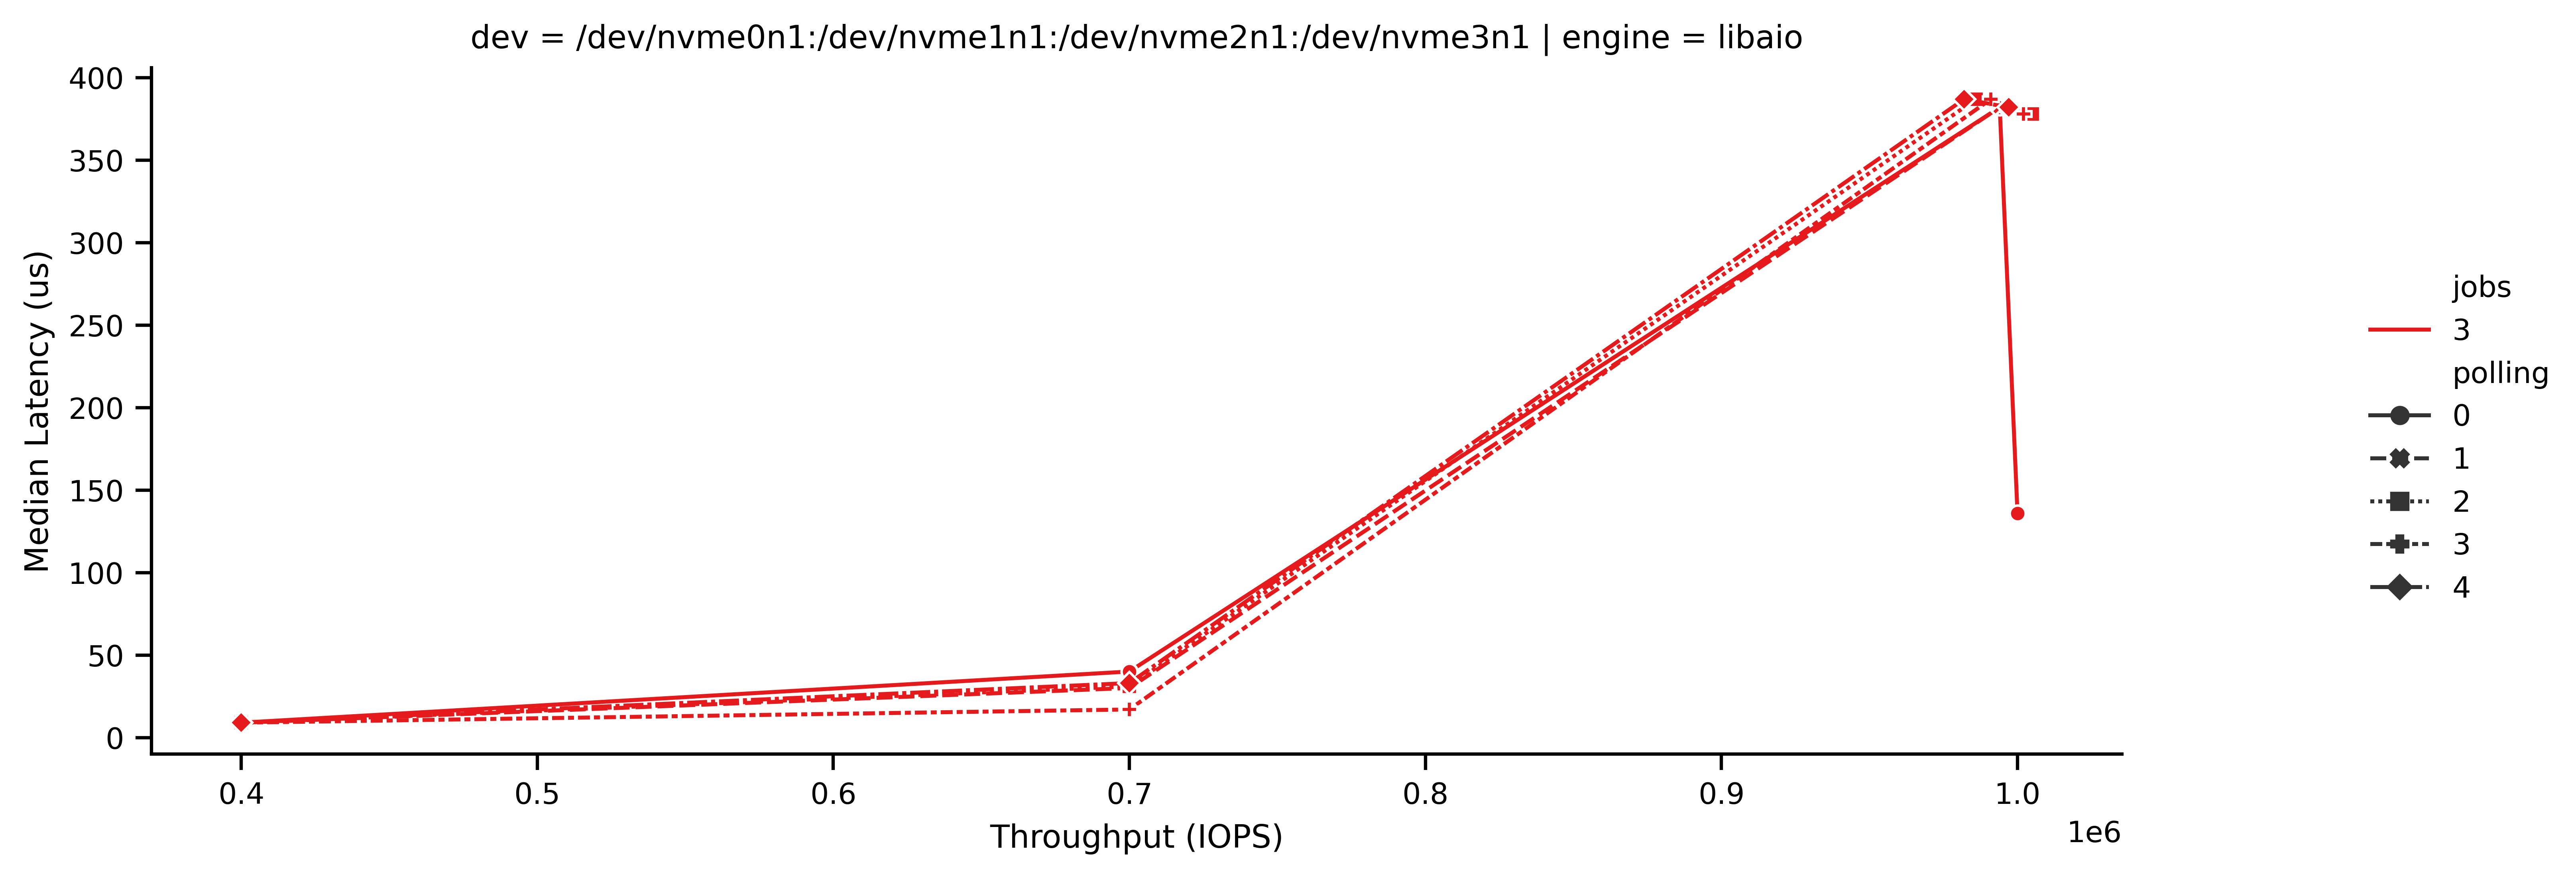 dev = /dev/nvme0n1:/dev/nvme1n1:/dev/nvme2n1:/dev/nvme3n1 | engine = libaio
400
350
300
250
200
150
100
50
0
Median Latency (us)
0.4 0.5 0.6 0.7 0.8 0.9 1.0
1e6
Throughput (IOPS)
jobs
3
polling
0
1
2
3
4